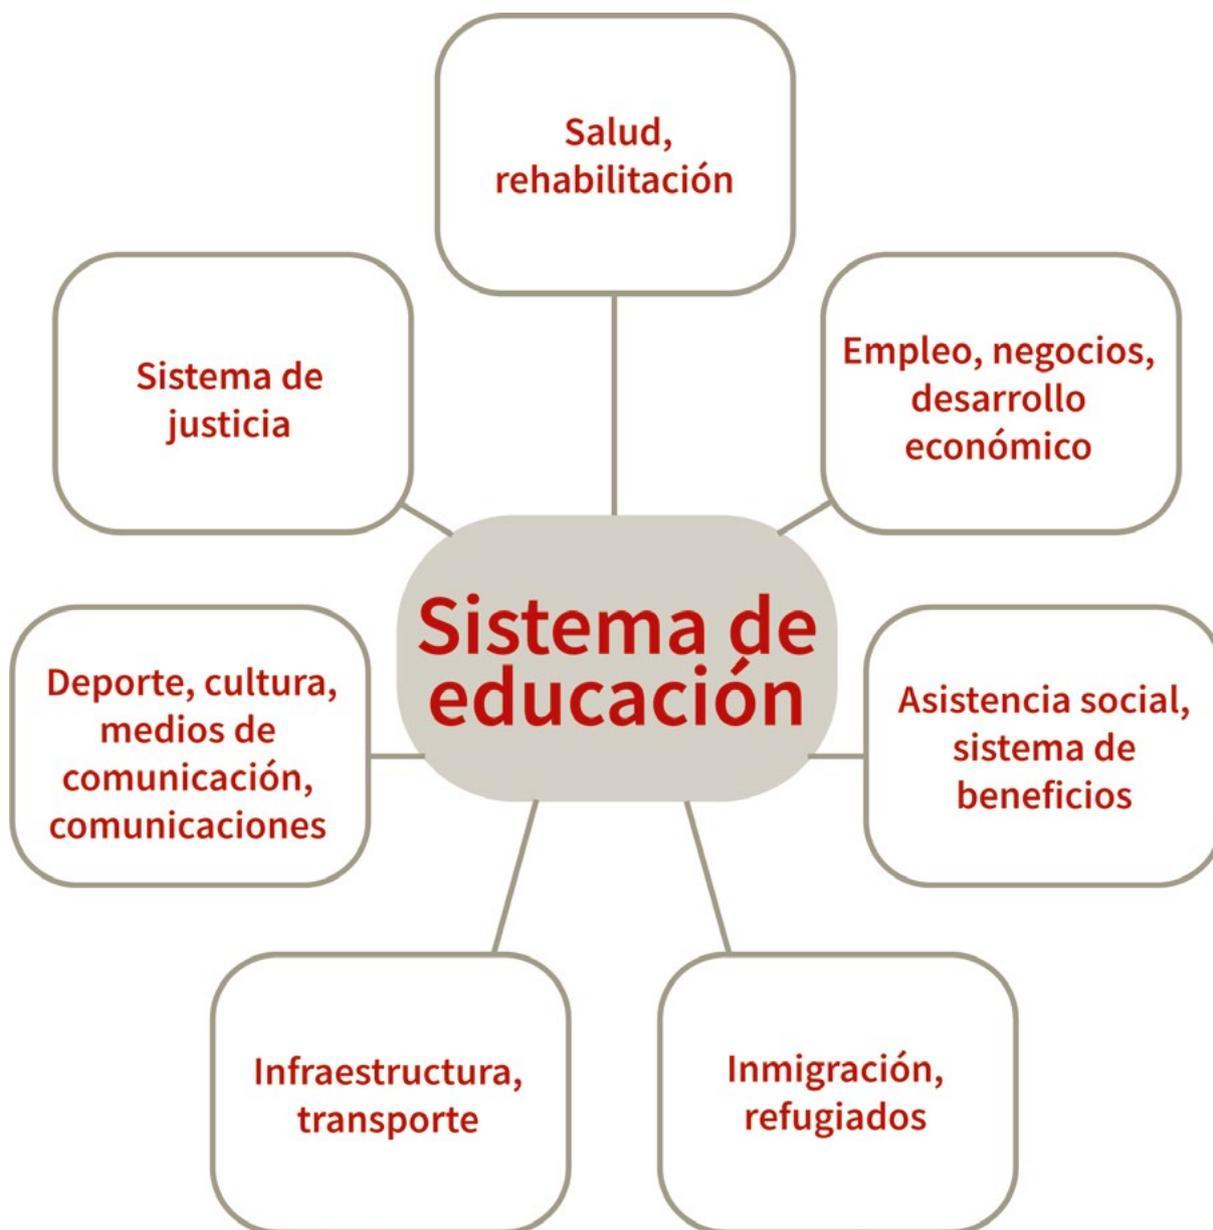 Salud,
rehabilitación
Empleo, negocios,
desarrollo
económico
Sistema de
justicia
Sistema de
educación
Deporte, cultura,
medios de
comunicación,
comunicaciones
Asistencia social,
sistema de
beneficios
Infraestructura,
transporte
Inmigración,
refugiados